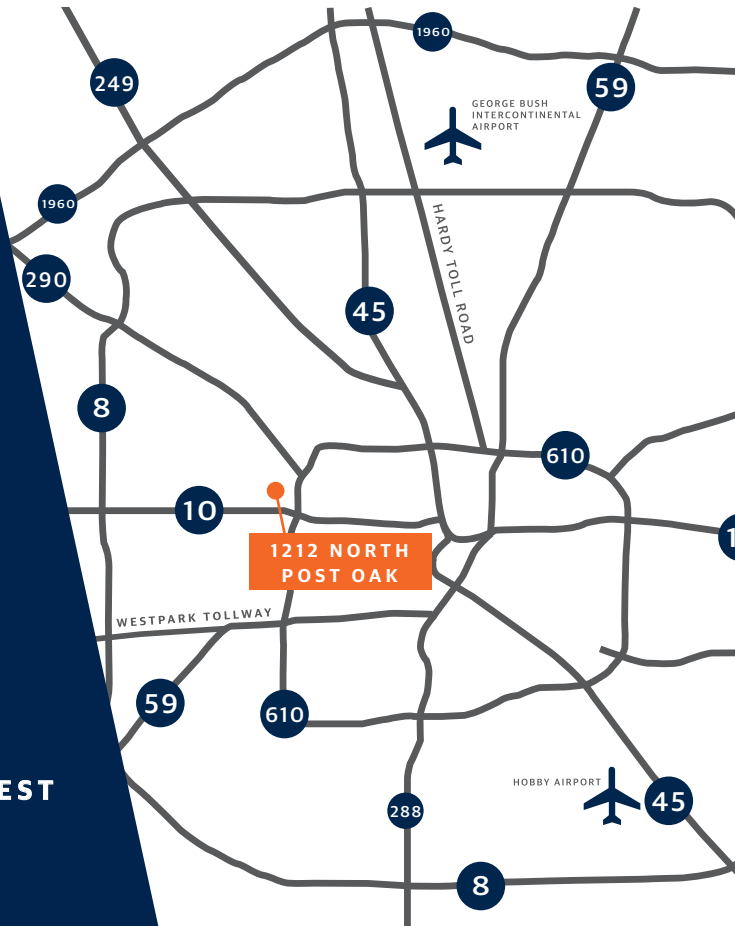 1960
249
59
GEORGE BUSH
INTERCONTINENTAL
AIRPORT
1960
HARDY TOLL ROAD
290
45
8
610
10
1
1212 NORTH
POST OAK
WESTPARK TOLLWAY
59
610
HOBBY AIRPORT
EST
45
288
8